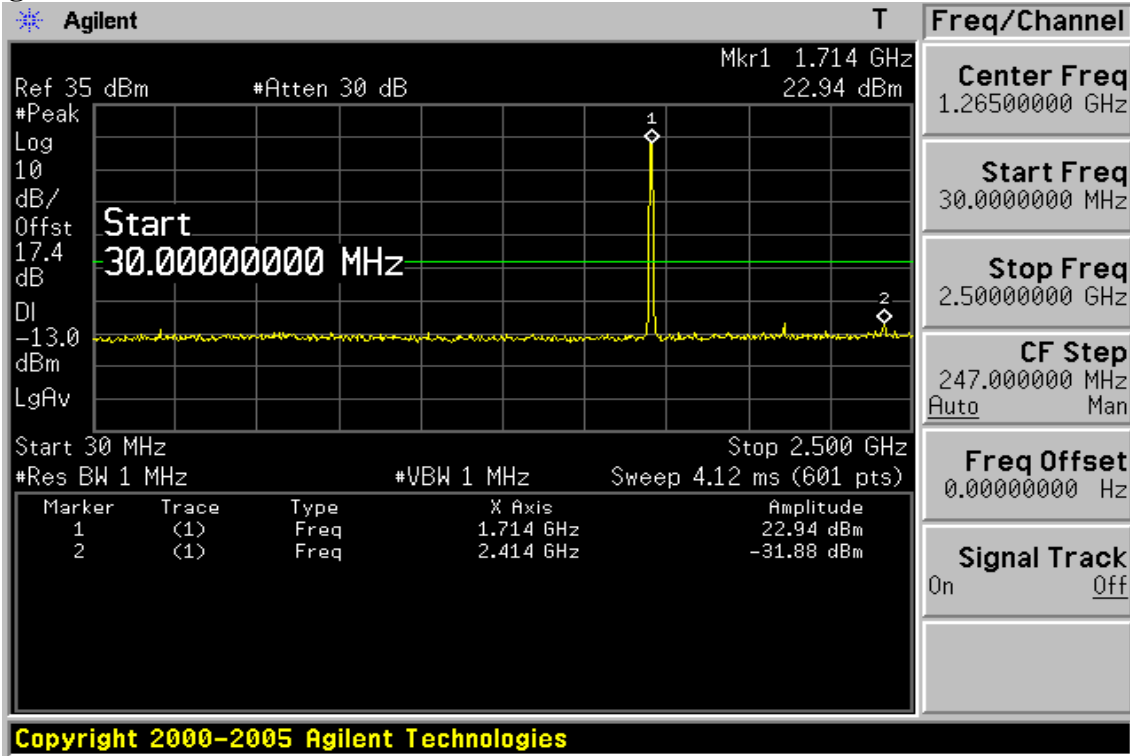 Agilent
T
Freq/Channel
Mkr1 1.714 GHz
Ref 35 dBm #Atten 30 dB 22.94 dBm
#Peak
Log
10
dB/
Offst
17.4
dB
DI
-13.0
dBm
LgAv
1
2
Start
30.00000000 MHz
Start 30 MHz Stop 2.500 GHz
#Res BW 1 MHz #VBW 1 MHz Sweep 4.12 ms (601 pts)
Marker Trace Type X Axis Amplitude
1 (1) Freq 1.714 GHz 22.94 dBm
2 (1) Freq 2.414 GHz -31.88 dBm
Center Freq
1.26500000 GHz
Start Freq
30.0000000 MHz
Stop Freq
2.50000000 GHz
CF Step
247.000000 MHz
Auto Man
Freq Offset
0.00000000 Hz
Signal Track
On Off
Copyright 2000-2005 Agilent Technologies